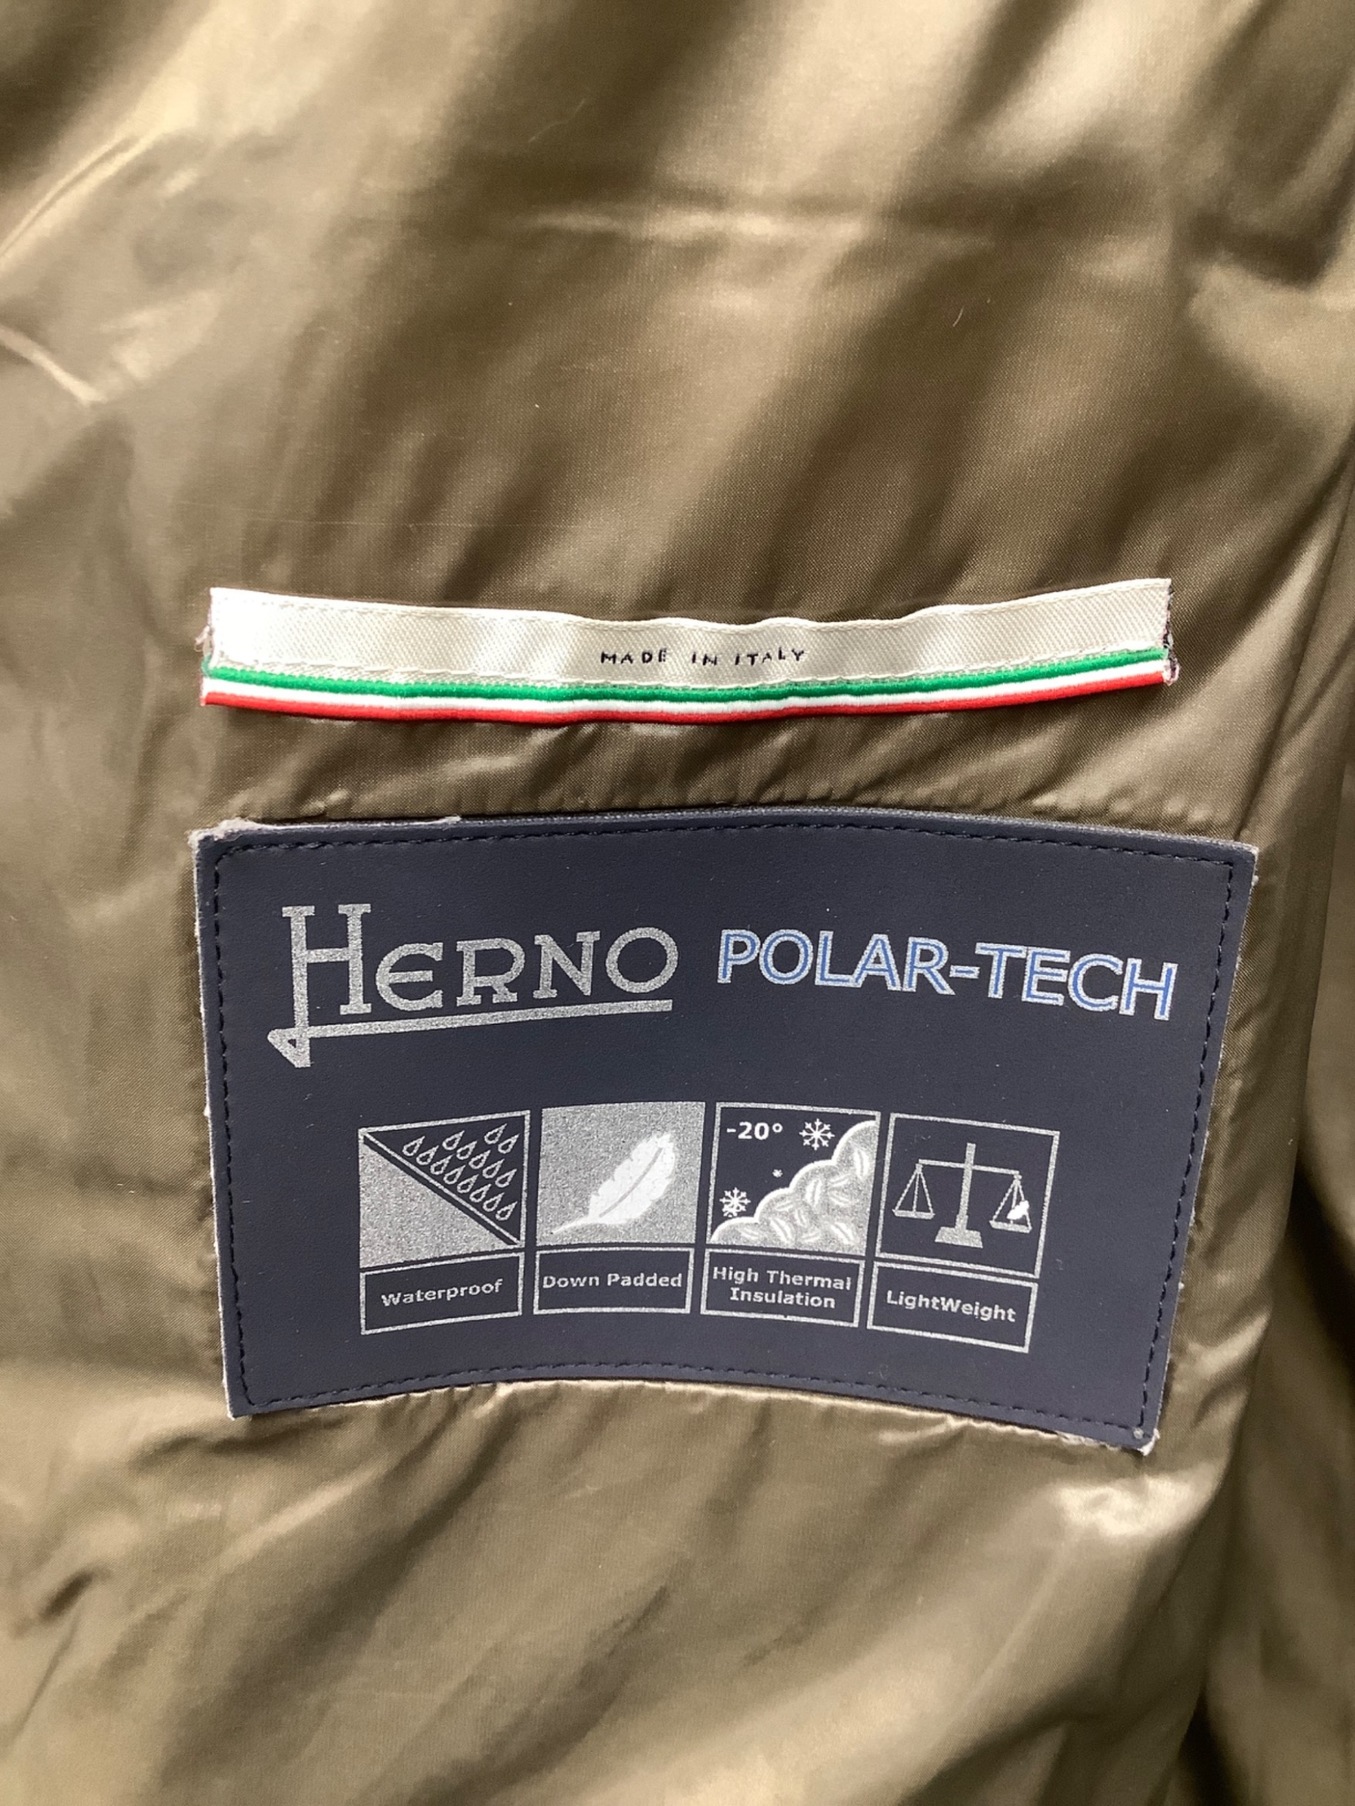 MADE IN ITALY
HERNO POLAR-TECH
-20°
Waterproof
Down Padded
High Thermal
Insulation
LightWeight